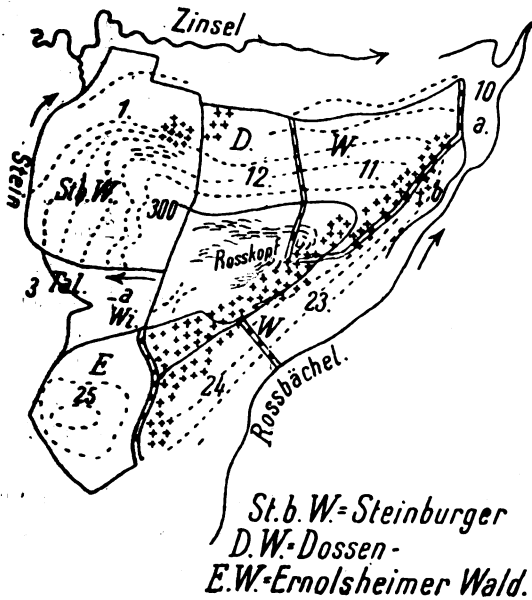 Zinsel
10
a.
1.
D.
W
12
11.
b
Stein
St.b.W.
300
Rosskopf
3 Tal.
a
Wi.
23.
W
E
25
24.
Rossbächel.
St.b.W.=Steinburger
D.W.=Dossen-
E.W.=Ernolsheimer Wald.